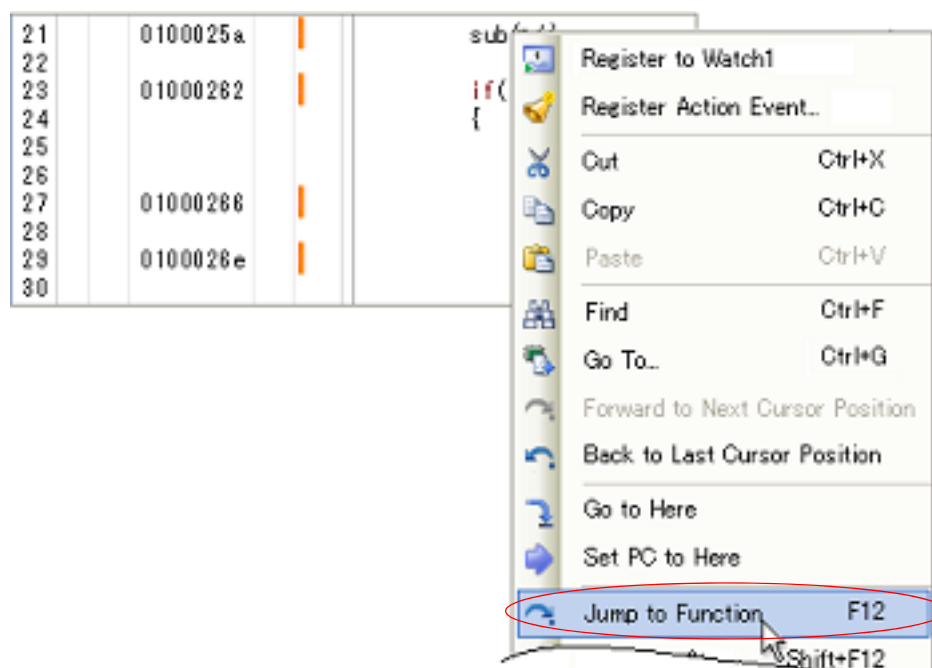 21 0100025a sub(
22
23 01000262 if(
24 {
25
26
27 01000266
28
29 0100026e
30
Register to Watch1
Register Action Event...
Cut Ctrl+X
Copy Ctrl+C
Paste Ctrl+V
Find Ctrl+F
Go To... Ctrl+G
Forward to Next Cursor Position
Back to Last Cursor Position
Go to Here
Set PC to Here
Jump to Function F12
Shift+F12